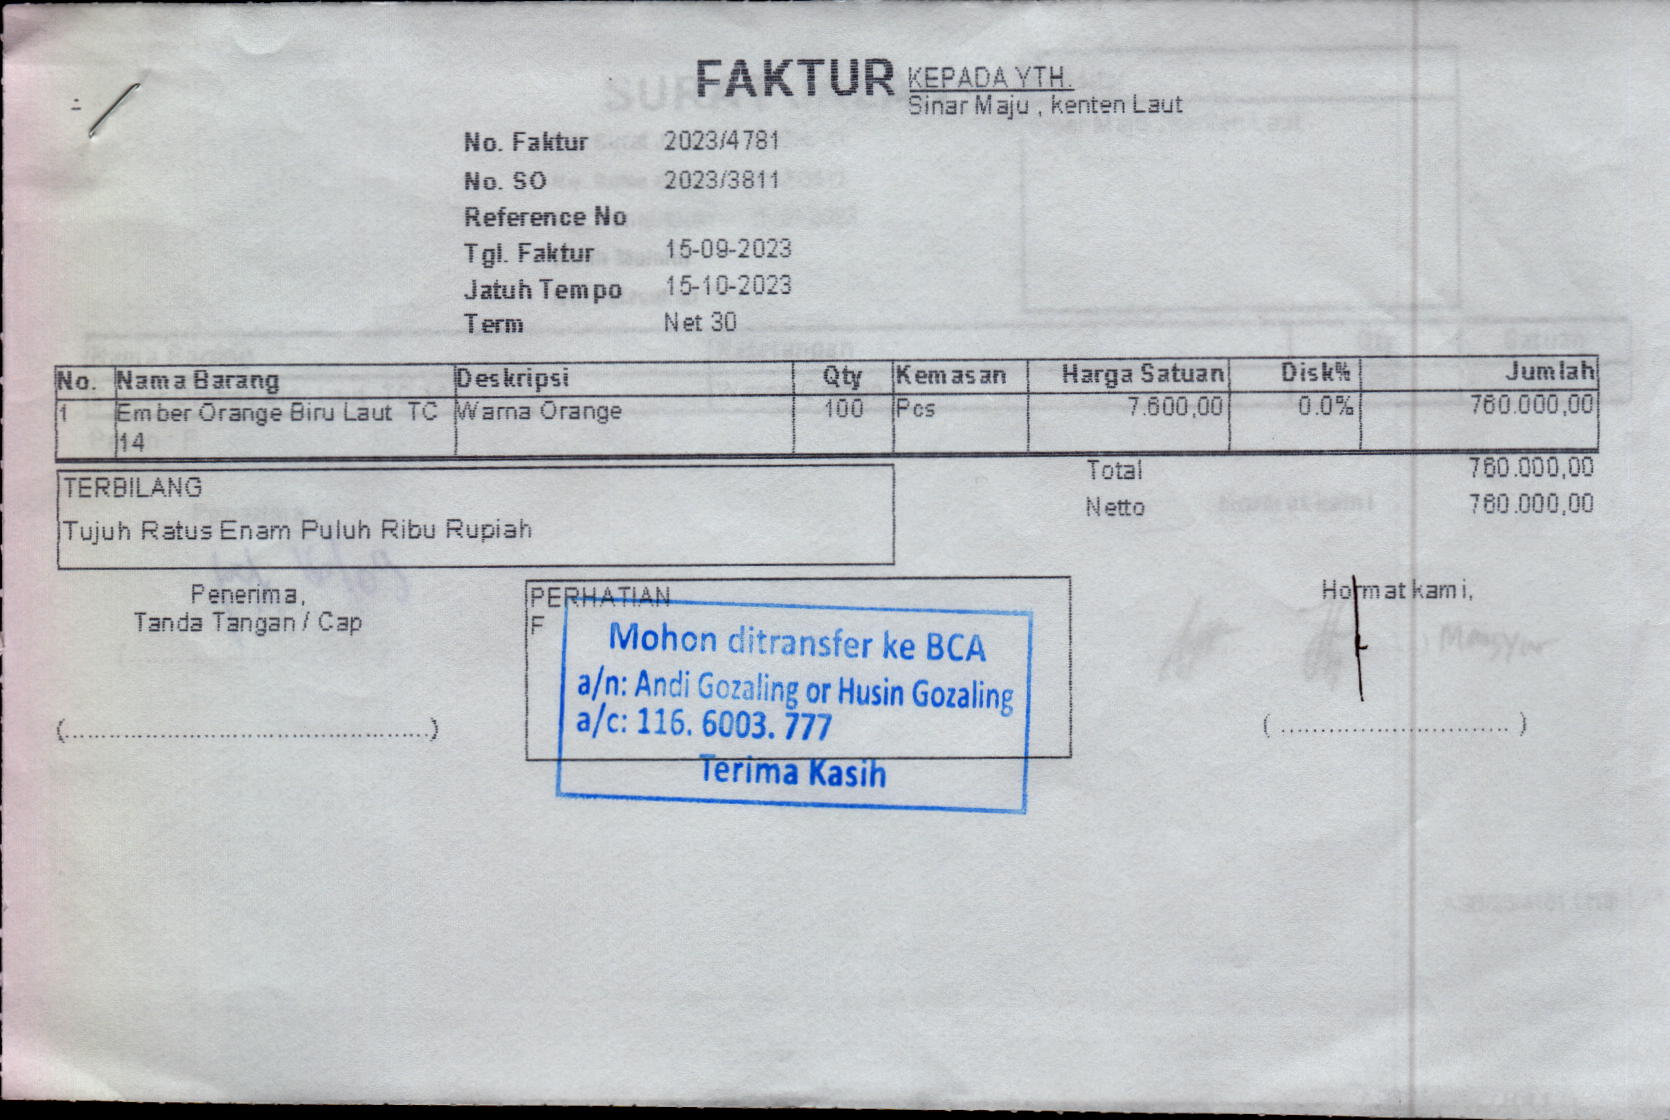 FAKTUR
KEPADA YTH.
Sinar Maju , kenten Laut
No. Faktur 2023/4781
No. SO 2023/3811
Reference No
Tgl. Faktur 15-09-2023
Jatuh Tempo 15-10-2023
Term Net 30
No. Nama Barang Deskripsi Qty Kemasan Harga Satuan Disk% Jumlah
1 Ember Orange Biru Laut TC Warna Orange 100 Pcs 7.600,00 0.0% 760.000,00
14
Total 760.000,00
Netto 760.000,00
TERBILANG
Tujuh Ratus Enam Puluh Ribu Rupiah
Penerima,
Tanda Tangan / Cap
(..............................................)
PERHATIAN
F
Mohon ditransfer ke BCA
a/n: Andi Gozaling or Husin Gozaling
a/c: 116. 6003. 777
Terima Kasih
Hormat kami,
( ............................. )